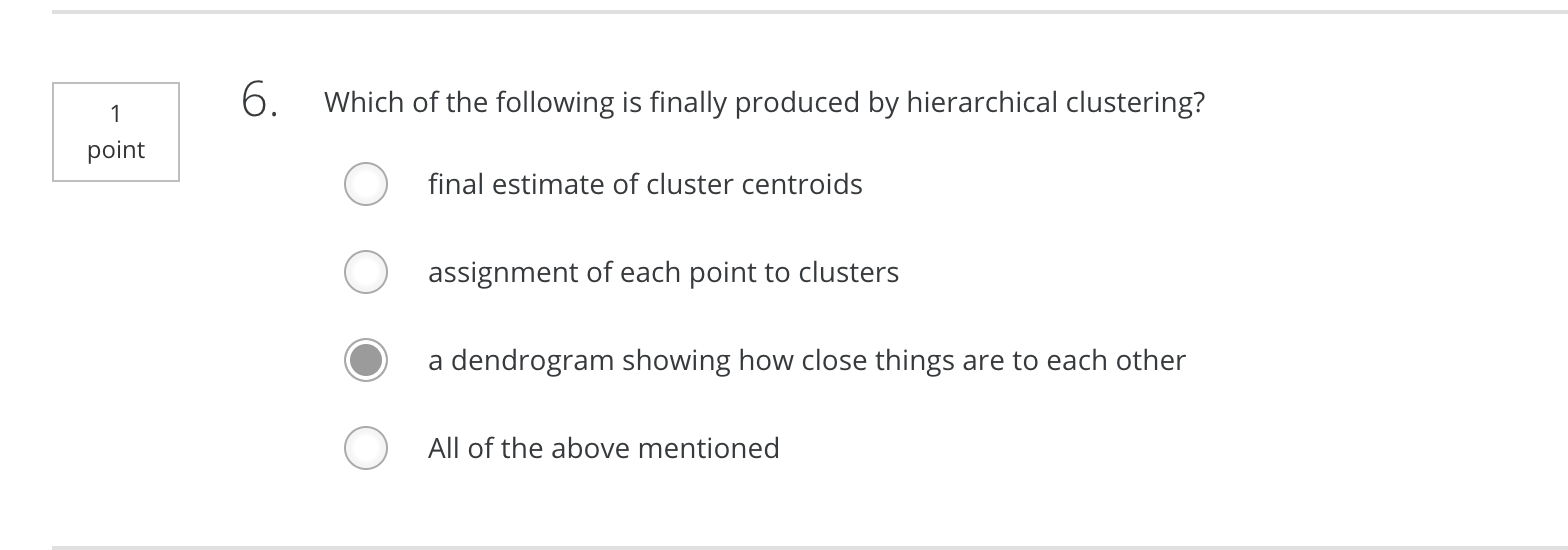 1
point
6.
Which of the following is finally produced by hierarchical clustering?
final estimate of cluster centroids
assignment of each point to clusters
a dendrogram showing how close things are to each other
All of the above mentioned